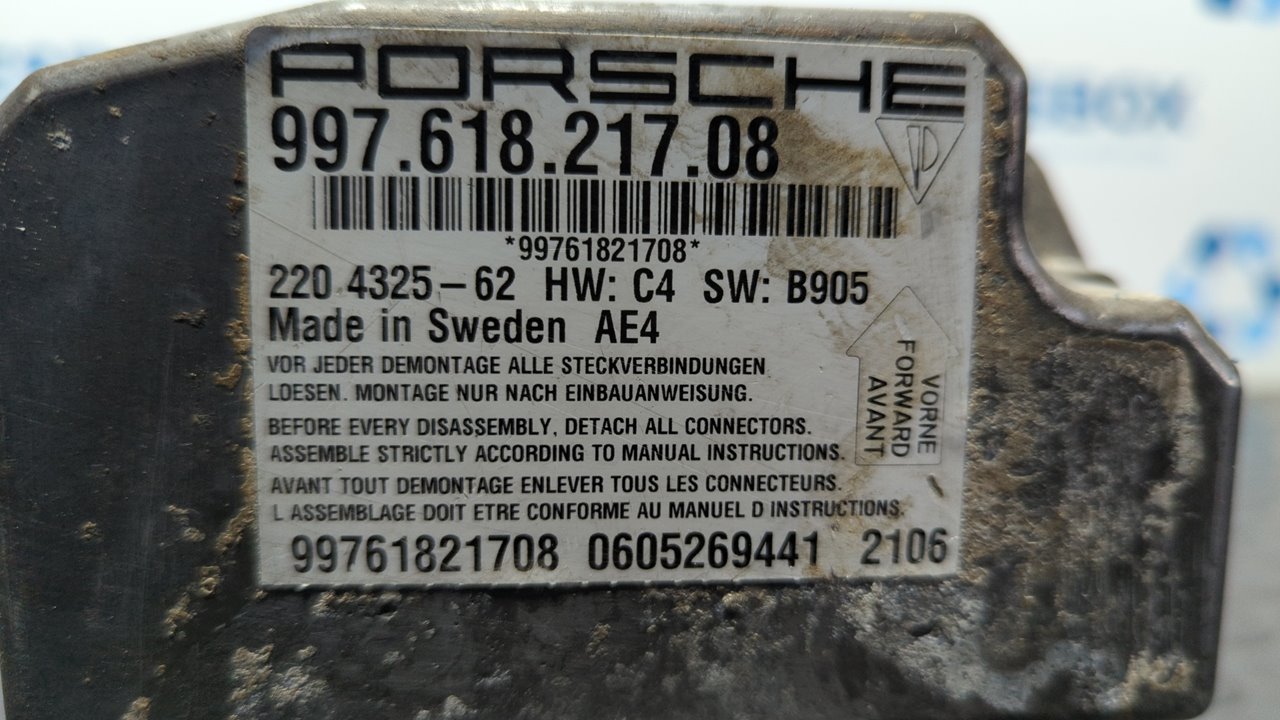 PORSCHE
997.618.217.08
*99761821708*
220 4325-62 HW: C4 SW: B905
Made in Sweden AE4
VOR JEDER DEMONTAGE ALLE STECKVERBINDUNGEN
LOESEN. MONTAGE NUR NACH EINBAUANWEISUNG.
BEFORE EVERY DISASSEMBLY, DETACH ALL CONNECTORS.
ASSEMBLE STRICTLY ACCORDING TO MANUAL INSTRUCTIONS.
AVANT TOUT DEMONTAGE ENLEVER TOUS LES CONNECTEURS.
L ASSEMBLAGE DOIT ETRE CONFORME AU MANUEL D INSTRUCTIONS.
VORNE
FORWARD
AVANT
99761821708 0605269441 2106